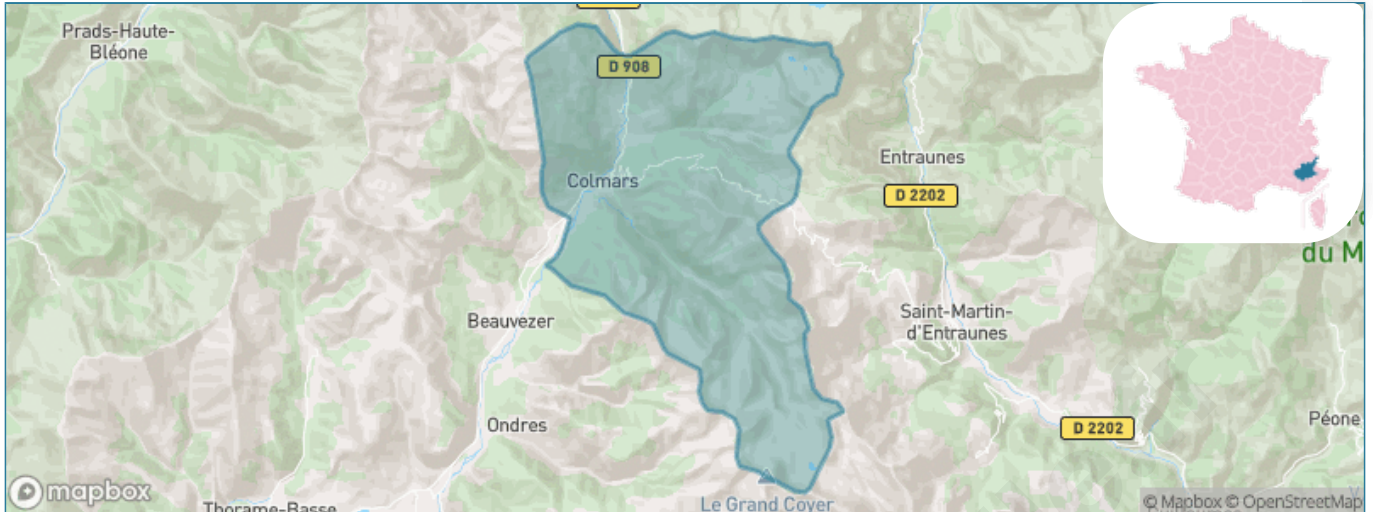 Prads-Haute-
Bléone
D 908
Entraunes
D 2202
Colmars
du M
Saint-Martin-
d'Entraunes
Beauvezer
Ondres
D 2202
Péone
mapbox
Le Grand Coyer
Thorame-Basse
© Mapbox © OpenStreetMap